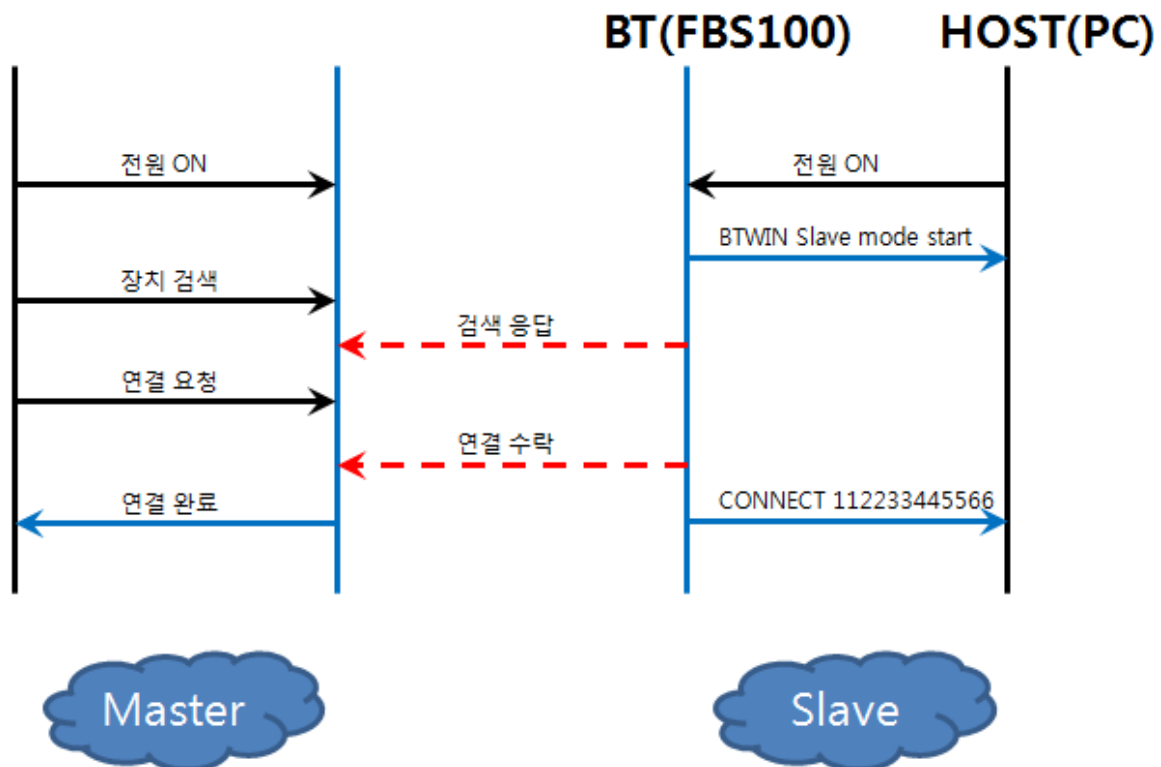 BT(FBS100) HOST(PC)
전원 ON
전원 ON
BTWIN Slave mode start
장치 검색
검색 응답
연결 요청
연결 수락
연결 완료
CONNECT 112233445566
Master
Slave